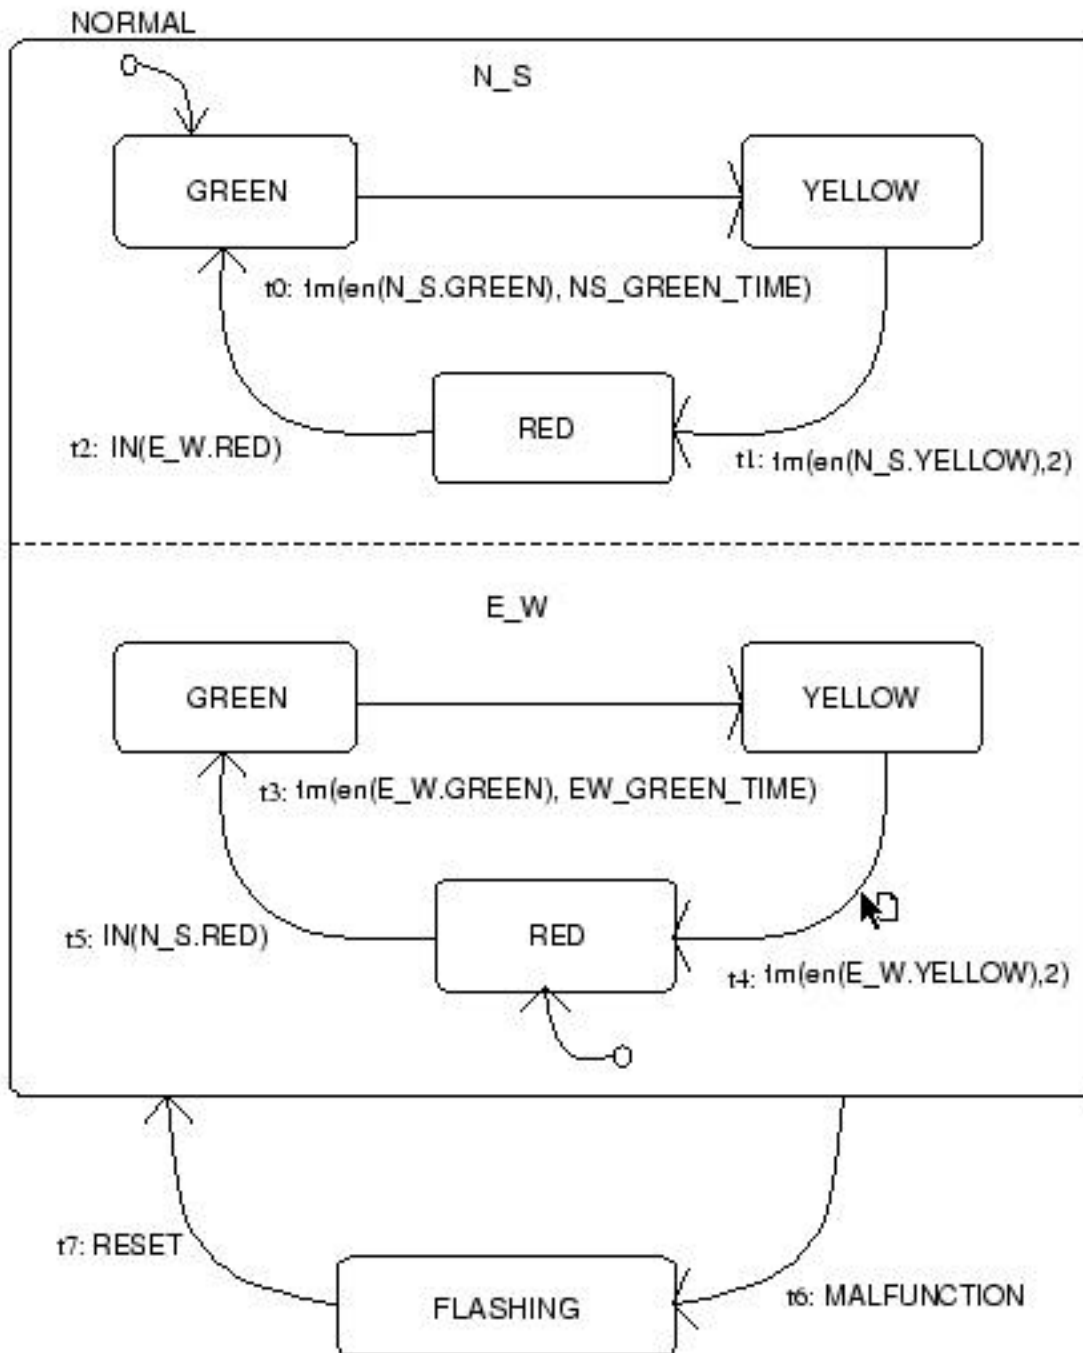 NORMAL
N_S
GREEN
YELLOW
t0: tm(en(N_S.GREEN), NS_GREEN_TIME)
RED
t2: IN(E_W.RED)
t1: tm(en(N_S.YELLOW),2)
E_W
GREEN
YELLOW
t3: tm(en(E_W.GREEN), EW_GREEN_TIME)
RED
t5: IN(N_S.RED)
t4: tm(en(E_W.YELLOW),2)
t7: RESET
FLASHING
t6: MALFUNCTION